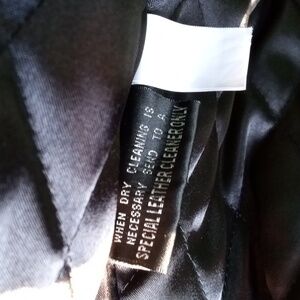 WHEN DRY CLEANING IS
NECESSARY SEND TO A
SPECIAL LEATHER CLEANER ONLY